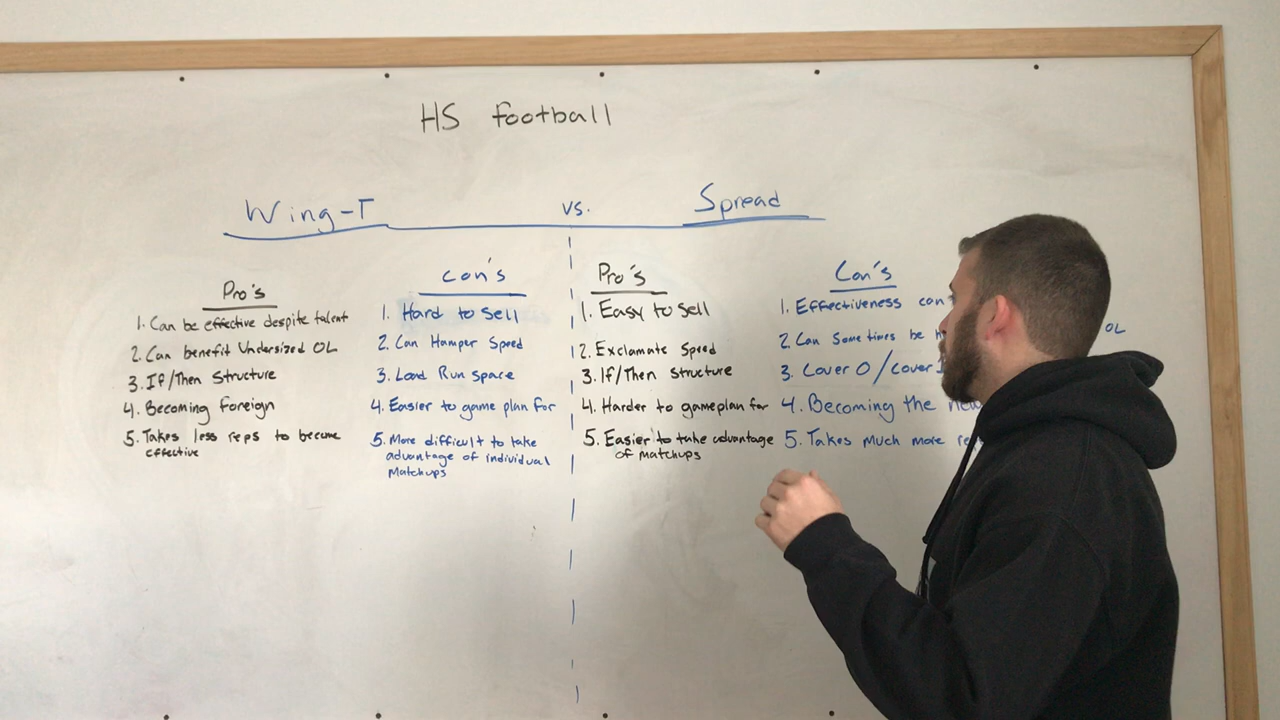 HS football
Wing-T vs. Spread
Pro's
1. Can be effective despite talent
2. Can benefit Undersized OL
3. If/Then Structure
4. Becoming foreign
5. Takes less reps to become
effective
Con's
1. Hard to sell
2. Can Hamper Speed
3. Load Run space
4. Easier to game plan for
5. More difficult to take
advantage of individual
Matchups
Pro's
1. Easy to sell
2. Exclamate Speed
3. If/Then Structure
4. Harder to gameplan for
5. Easier to take advantage
of matchups
Con's
1. Effectiveness can
2. Can Some times be OL
3. Cover 0 / Cover
4. Becoming the new
5. Takes much more